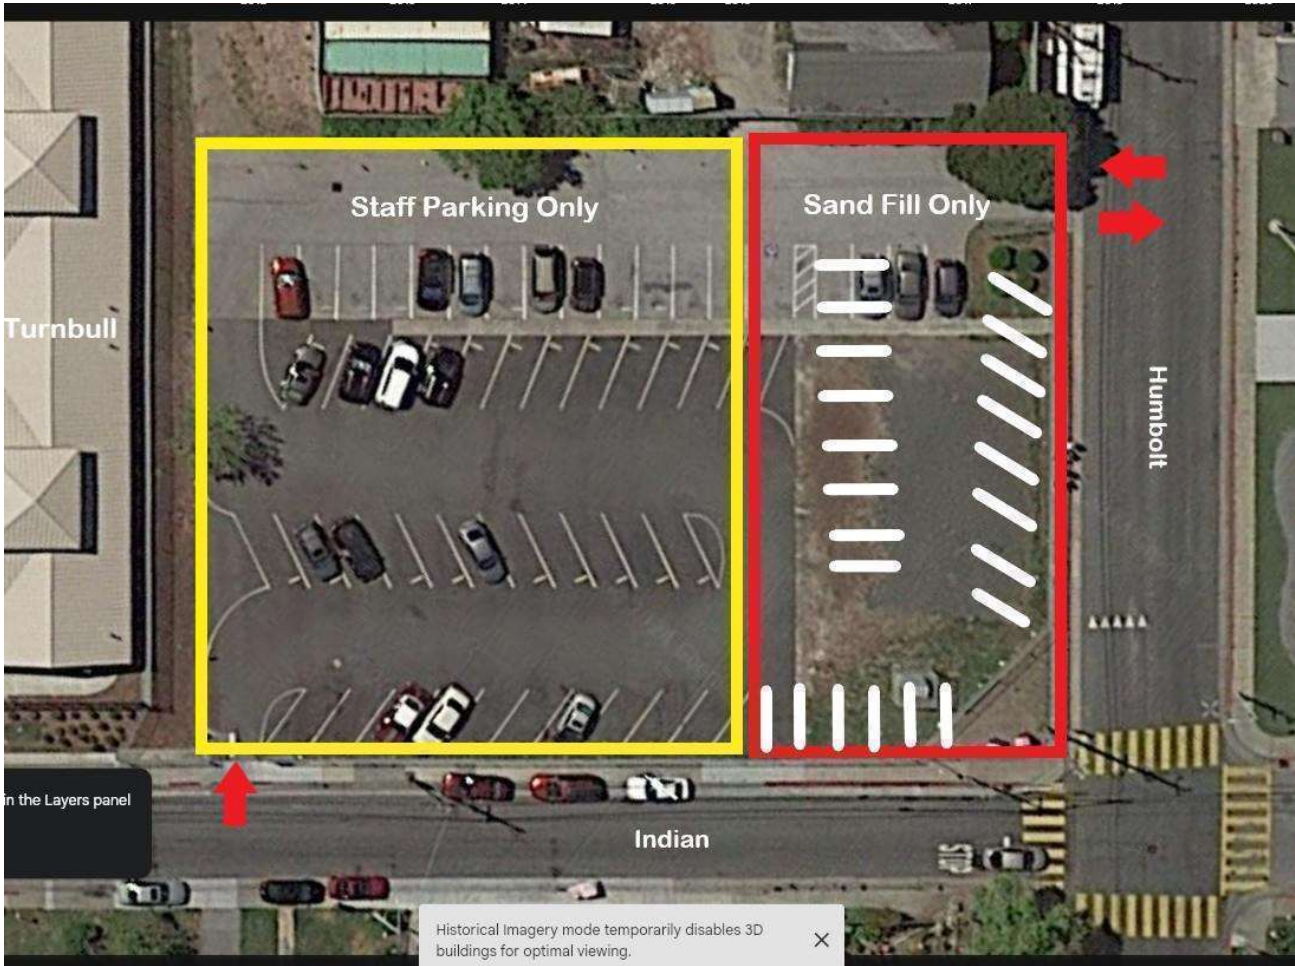 Staff Parking Only
Sand Fill Only
Turnbull
Humbolt
in the Layers panel
Indian
Historical Imagery mode temporarily disables 3D
buildings for optimal viewing.